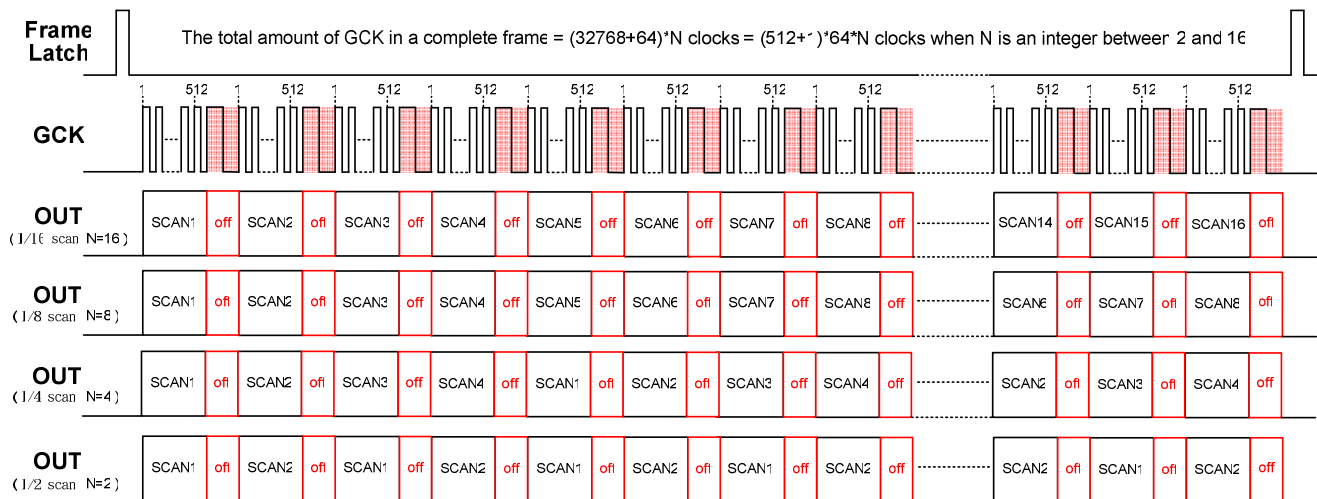 Frame
Latch
The total amount of GCK in a complete frame = (32768+64)*N clocks = (512+1)*64*N clocks when N is an integer between 2 and 16
1 512 1 512 1 512 1 512 1 512 1 512 1 512 1 512 1 512 1 512 1 512
GCK
OUT
(1/16 scan N=16)
SCAN1 off SCAN2 off SCAN3 off SCAN4 off SCAN5 off SCAN6 off SCAN7 off SCAN8 off SCAN14 off SCAN15 off SCAN16 off
OUT
(1/8 scan N=8)
SCAN1 off SCAN2 off SCAN3 off SCAN4 off SCAN5 off SCAN6 off SCAN7 off SCAN8 off SCAN6 off SCAN7 off SCAN8 off
OUT
(1/4 scan N=4)
SCAN1 off SCAN2 off SCAN3 off SCAN4 off SCAN1 off SCAN2 off SCAN3 off SCAN4 off SCAN2 off SCAN3 off SCAN4 off
OUT
(1/2 scan N=2)
SCAN1 off SCAN2 off SCAN1 off SCAN2 off SCAN1 off SCAN2 off SCAN1 off SCAN2 off SCAN2 off SCAN1 off SCAN2 off